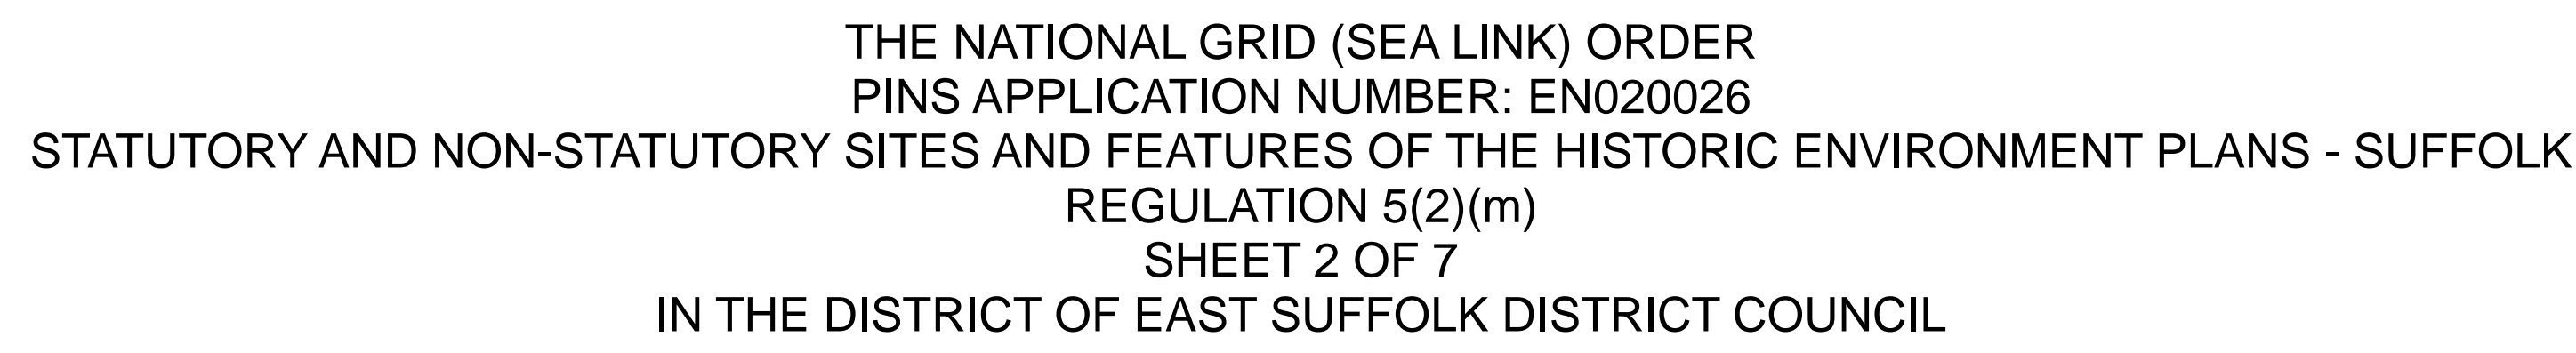 THE NATIONAL GRID (SEA LINK) ORDER
PINS APPLICATION NUMBER: EN020026
STATUTORY AND NON-STATUTORY SITES AND FEATURES OF THE HISTORIC ENVIRONMENT PLANS - SUFFOLK
REGULATION 5(2)(m)
SHEET 2 OF 7
IN THE DISTRICT OF EAST SUFFOLK DISTRICT COUNCIL